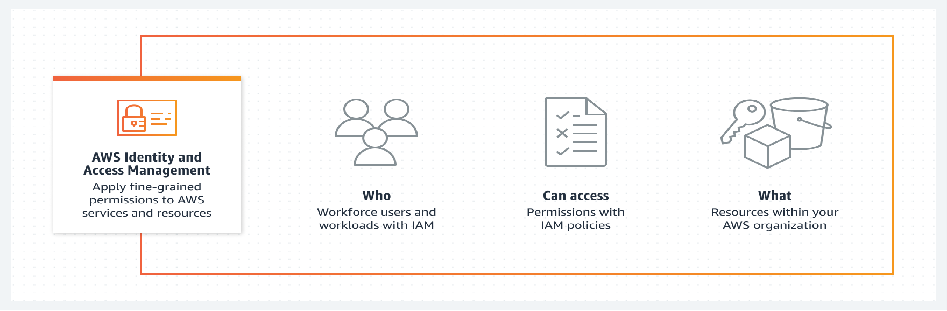 AWS Identity and
Access Management
Apply fine-grained
permissions to AWS
services and resources
Who
Workforce users and
workloads with IAM
Can access
Permissions with
IAM policies
What
Resources within your
AWS organization